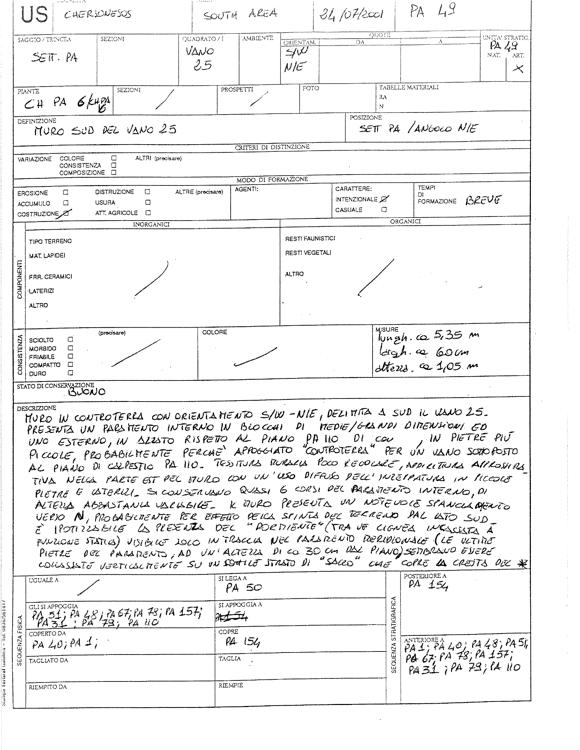 US CHERSONESOS SOUTH AREA 24/07/2001 PA 49
SAGGIO / TRINCEA SEZIONI QUADRATO / I AMBIENTE QUOTE UNITA' STRATIG.
ORIENTAM. DA A
SETT. PA VANO 25 S/W N/E PA 49
NAT. ART.
X
PIANTE SEZIONI PROSPETTI FOTO TABELLE MATERIALI
CH PA 6 / / RA
N
DEFINIZIONE POSIZIONE
MURO SUD DEL VANO 25 SETT PA / ANGOLO N/E
CRITERI DI DISTINZIONE
VARIAZIONE COLORE ALTRI (precisare)
CONSISTENZA
COMPOSIZIONE
MODO DI FORMAZIONE
EROSIONE DISTRUZIONE ALTRE (precisare) AGENTI: CARATTERE: TEMPI
ACCUMULO USURA INTENZIONALE DI
COSTRUZIONE ATT. AGRICOLE CASUALE FORMAZIONE BREVE
INORGANICI ORGANICI
COMPONENTI
TIPO TERRENO RESTI FAUNISTICI
MAT. LAPIDEI RESTI VEGETALI
FRR. CERAMICI ALTRO
LATERIZI
ALTRO
CONSISTENZA
(precisare) COLORE MISURE
SCIOLTO lungh. ca 5,35 m
MORBIDO largh. ca 60 cm
FRIABILE altezza. ca 1,05 m
COMPATTO
DURO
STATO DI CONSERVAZIONE
BUONO
DESCRIZIONE
MURO IN CONTROTERRA CON ORIENTAMENTO S/W - N/E, DELIMITA A SUD IL VANO 25.
PRESENTA UN PARAMENTO INTERNO IN BLOCCHI DI MEDIE/GRANDI DIMENSIONI ED
UNO ESTERNO, IN ALZATO RISPETTO AL PIANO PA 110 DI cm , IN PIETRE PIÙ
PICCOLE, PROBABILMENTE PERCHÉ APPOGGIATO "CONTROTERRA" PER UN VANO SOTTOPOSTO
AL PIANO DI CALPESTIO PA 110. TESSITURA MURARIA POCO REGOLARE,
NELLA PARTE EST DEL MURO CON UN USO DIFFUSO DELL'INZEPPATURA IN PICCOLE
PIETRE E LATERIZI. SI CONSERVANO QUASI 6 CORSI DEL PARAMENTO INTERNO, DI
ALTEZZA ABBASTANZA VARIABILE. IL MURO PRESENTA UN NOTEVOLE SPANCIAMENTO
VERSO N, PROBABILMENTE PER EFFETTO DELLA SPINTA DEL TERRENO DAL LATO SUD.
È IPOTIZZABILE LA PRESENZA DEL "DORMIENTE" (TRAVE LIGNEA INCASSATA A
FUNZIONE STATICA) VISIBILE SOLO IN TRACCIA NEL PARAMENTO MERIDIONALE (LE ULTIME
PIETRE DEL PARAMENTO, AD UN'ALTEZZA DI ca 30 cm DAL PIANO) SEMBRANO ESSERE
COLLASSATE VERTICALMENTE SU UN SOTTILE STRATO DI "SACCO" CHE COPRE LA CRESTA DEL *
SEQUENZA FISICA
UGUALE A SI LEGA A POSTERIORE A
/ PA 50 PA 154
GLI SI APPOGGIA SI APPOGGIA A
PA 51; PA 48; PA 67; PA 78; PA 157; PA 154
PA 31; PA 79; PA 110
SEQUENZA STRATIGRAFICA
COPERTO DA COPRE ANTERIORE A
PA 40; PA 1; PA 154 PA 1; PA 40; PA 48; PA 51,
TAGLIATO DA TAGLIA PA 67; PA 78; PA 157;
PA 31; PA 79; PA 110
RIEMPITO DA RIEMPIE